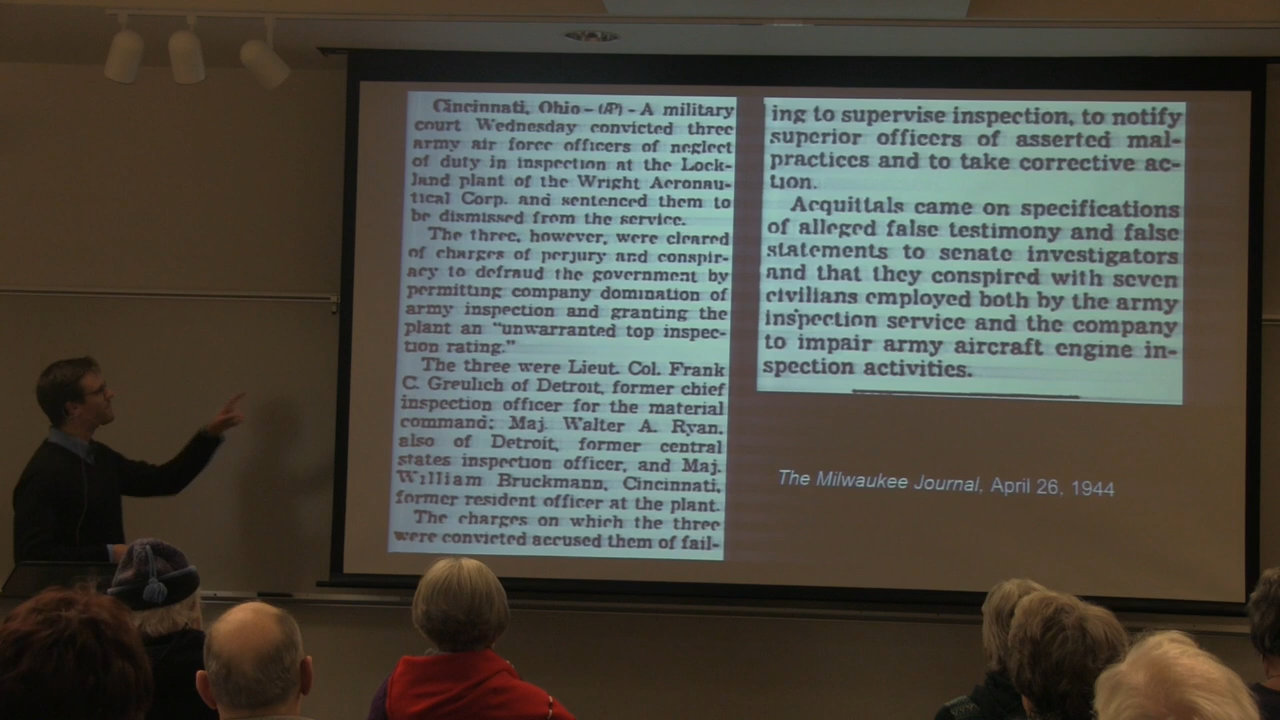 Cincinnati, Ohio – (AP) – A military
court Wednesday convicted three
army air force officers of neglect
of duty in inspection at the Lock-
land plant of the Wright Aeronau-
tical Corp. and sentenced them to
be dismissed from the service.
The three, however, were cleared
of charges of perjury and conspir-
acy to defraud the government by
permitting company domination of
army inspection and granting the
plant an "unwarranted top inspec-
tion rating."
The three were Lieut. Col. Frank
C. Greulich of Detroit, former chief
inspection officer for the material
command; Maj. Walter A. Ryan,
also of Detroit, former central
states inspection officer, and Maj.
William Bruckmann, Cincinnati,
former resident officer at the plant.
The charges on which the three
were convicted accused them of fail-
ing to supervise inspection, to notify
superior officers of asserted mal-
practices and to take corrective ac-
tion.
Acquittals came on specifications
of alleged false testimony and false
statements to senate investigators
and that they conspired with seven
civilians employed both by the army
inspection service and the company
to impair army aircraft engine in-
spection activities.
The Milwaukee Journal, April 26, 1944